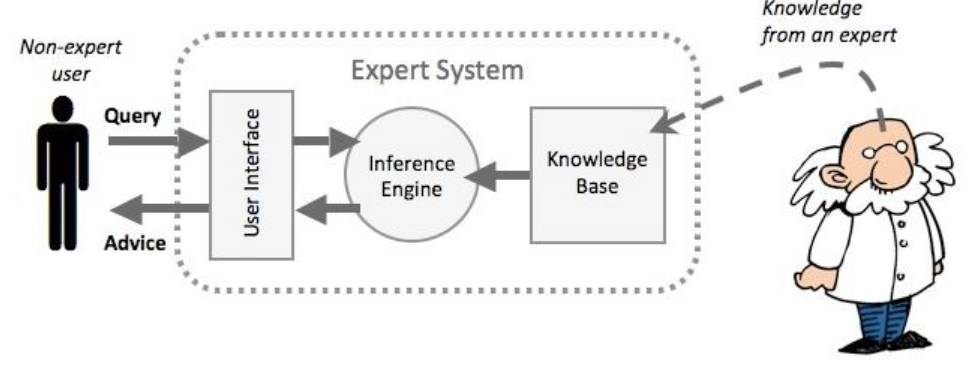 Knowledge
from an expert
Non-expert
user
Expert System
Query
User Interface
Inference
Engine
Knowledge
Base
Advice